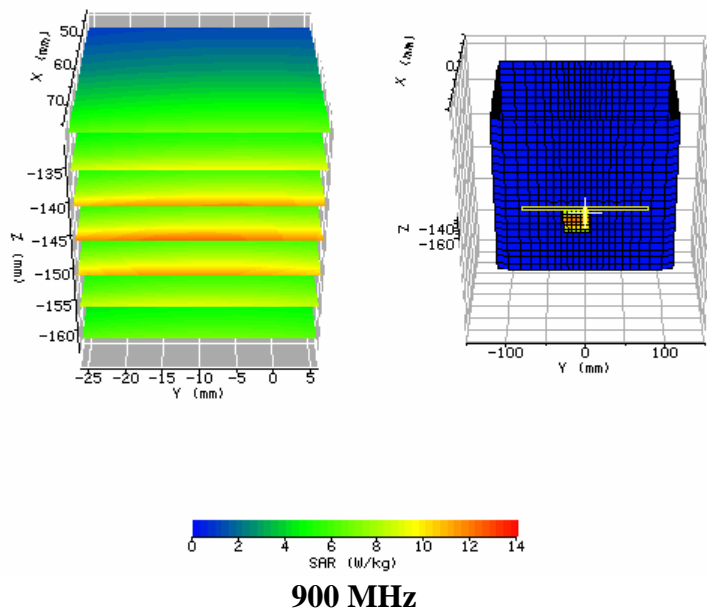 X (mm)
50
60
70
-135
-140
-145
-150
-155
-160
Z (mm)
-25 -20 -15 -10 -5 0 5
Y (mm)
X (mm)
0
Z
-140
-160
-100 0 100
Y (mm)
0 2 4 6 8 10 12 14
SAR (W/kg)
900 MHz